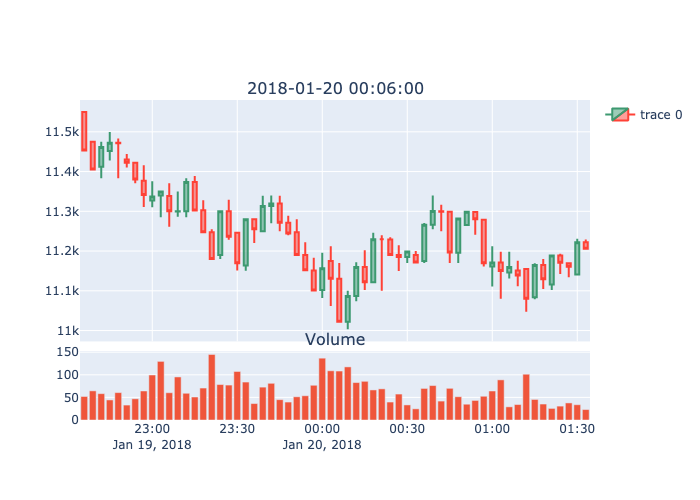 2018-01-20 00:06:00
trace 0
11.5k
11.4k
11.3k
11.2k
11.1k
11k
Volume
150
100
50
0
23:00
23:30
00:00
00:30
01:00
01:30
Jan 19, 2018
Jan 20, 2018